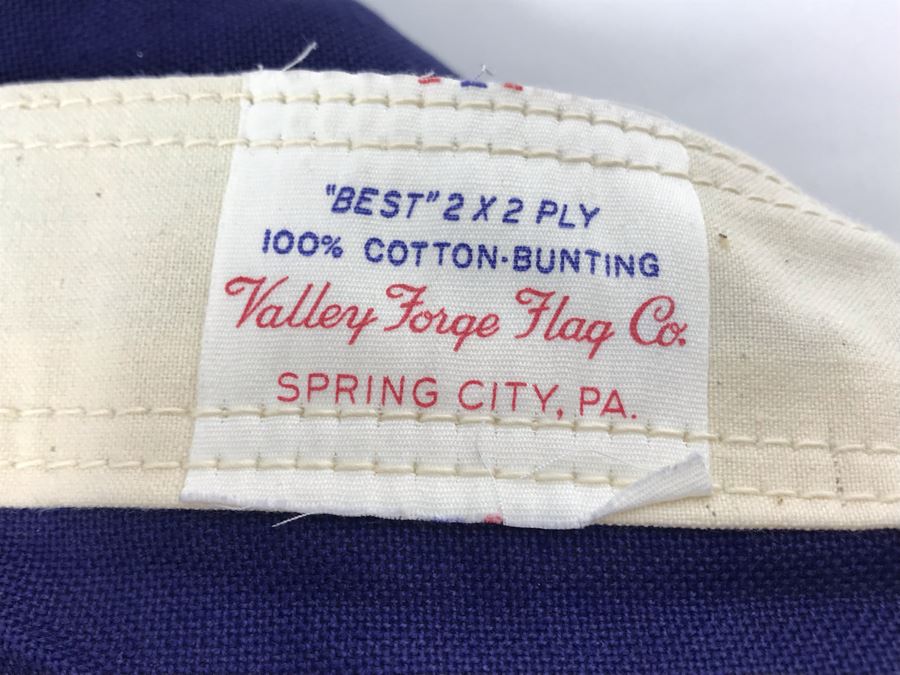 "BEST" 2 X 2 PLY
100% COTTON·BUNTING
Valley Forge Flag Co.
SPRING CITY, PA.